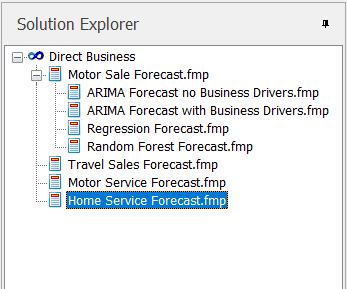 Solution Explorer
Direct Business
Motor Sale Forecast.fmp
ARIMA Forecast no Business Drivers.fmp
ARIMA Forecast with Business Drivers.fmp
Regression Forecast.fmp
Random Forest Forecast.fmp
Travel Sales Forecast.fmp
Motor Service Forecast.fmp
Home Service Forecast.fmp